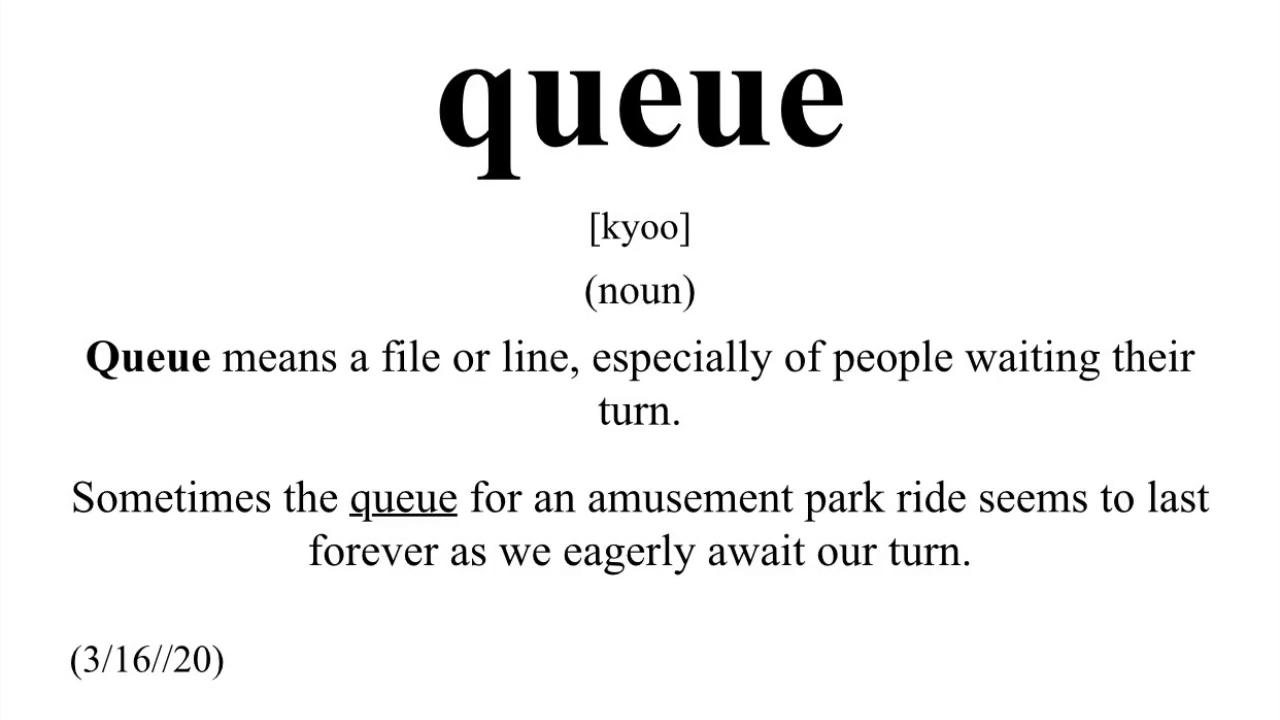 queue
[kyoo]
(noun)
Queue means a file or line, especially of people waiting their
turn.
Sometimes the queue for an amusement park ride seems to last
forever as we eagerly await our turn.
(3/16//20)